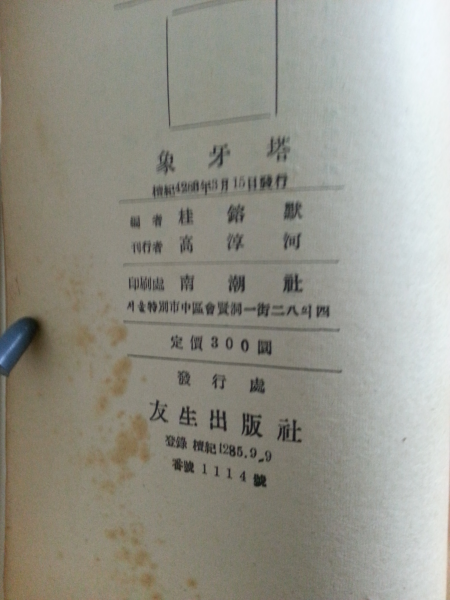 象牙塔
檀紀4288年3月15日發行
編者 桂鎔默
刊行者 高淳河
印刷處 南潮社
서울特別市中區會賢洞一街二八의四
定價300圜
發行處
友生出版社
登錄 檀紀4285.9.9
番號1114號